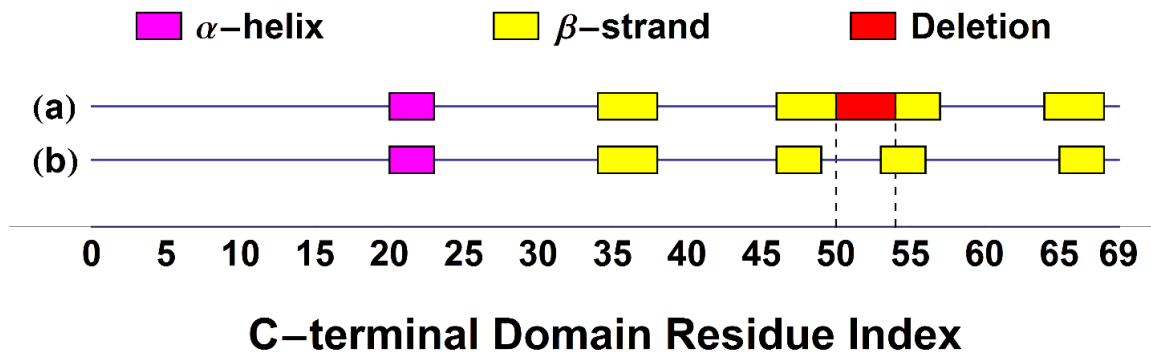 α−helix β−strand Deletion
(a)
(b)
0 5 10 15 20 25 30 35 40 45 50 55 60 65 69
C−terminal Domain Residue Index